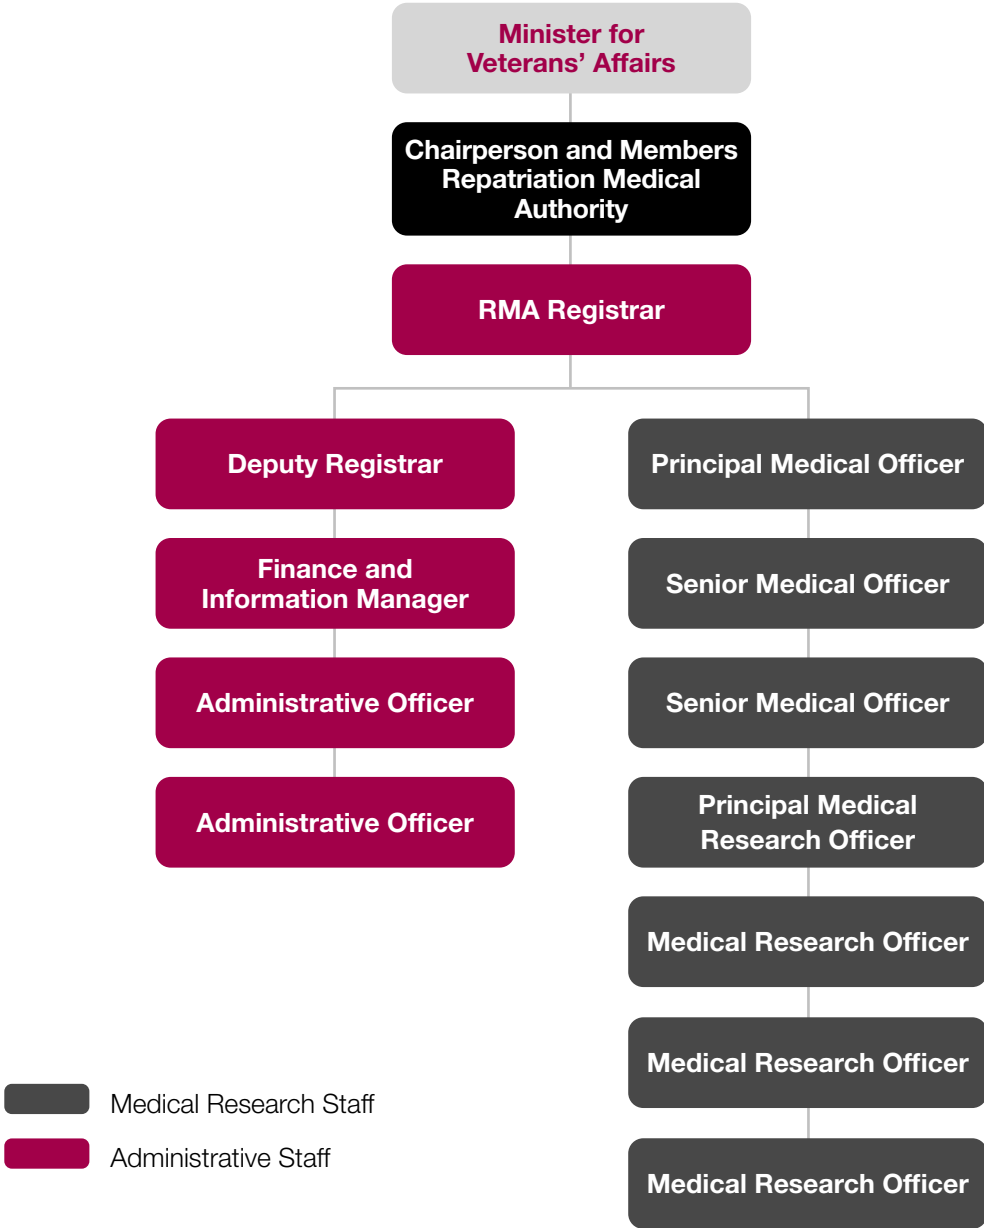 Minister for
Veterans’ Affairs
Chairperson and Members
Repatriation Medical
Authority
RMA Registrar
Deputy Registrar
Finance and
Information Manager
Administrative Officer
Administrative Officer
Principal Medical Officer
Senior Medical Officer
Senior Medical Officer
Principal Medical
Research Officer
Medical Research Officer
Medical Research Officer
Medical Research Officer
Medical Research Staff
Administrative Staff